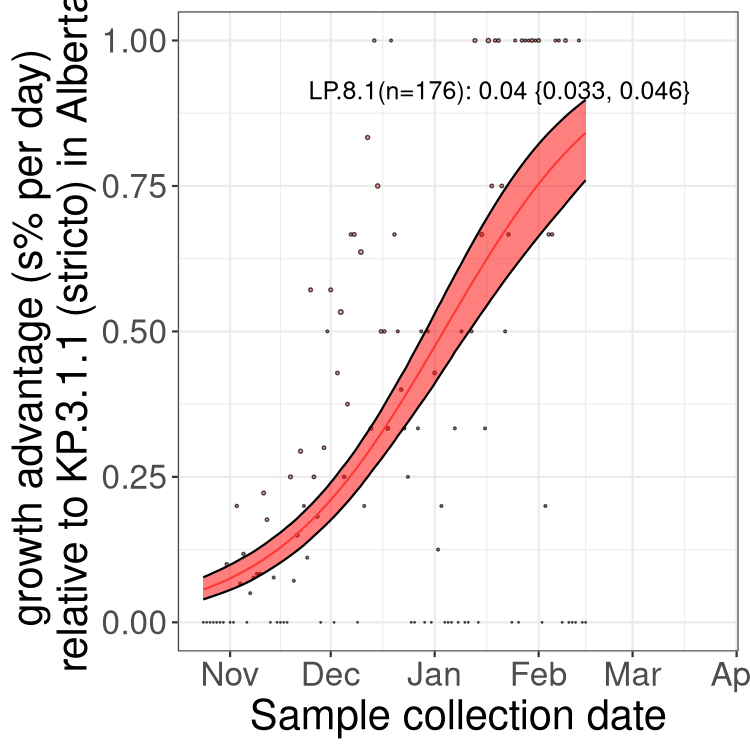 growth advantage (s% per day)
relative to KP.3.1.1 (stricto) in Alberta
1.00
0.75
0.50
0.25
0.00
LP.8.1(n=176): 0.04 {0.033, 0.046}
Nov Dec Jan Feb Mar Ap
Sample collection date